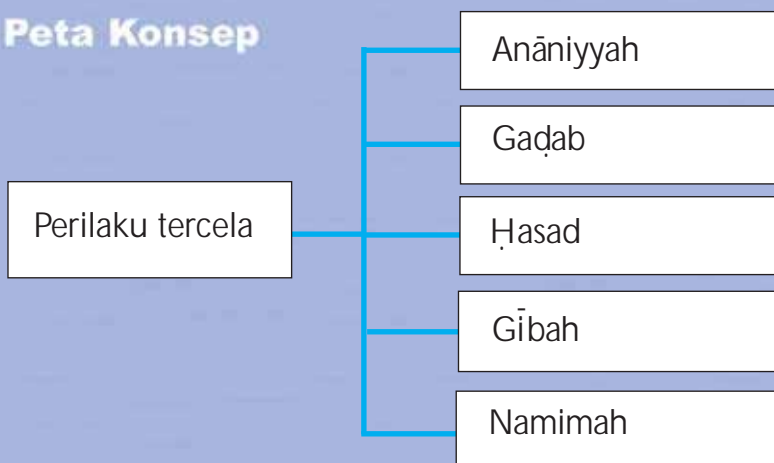 Peta Konsep
Perilaku tercela
Anāniyyah
Gaḍab
Ḥasad
Gībah
Namimah